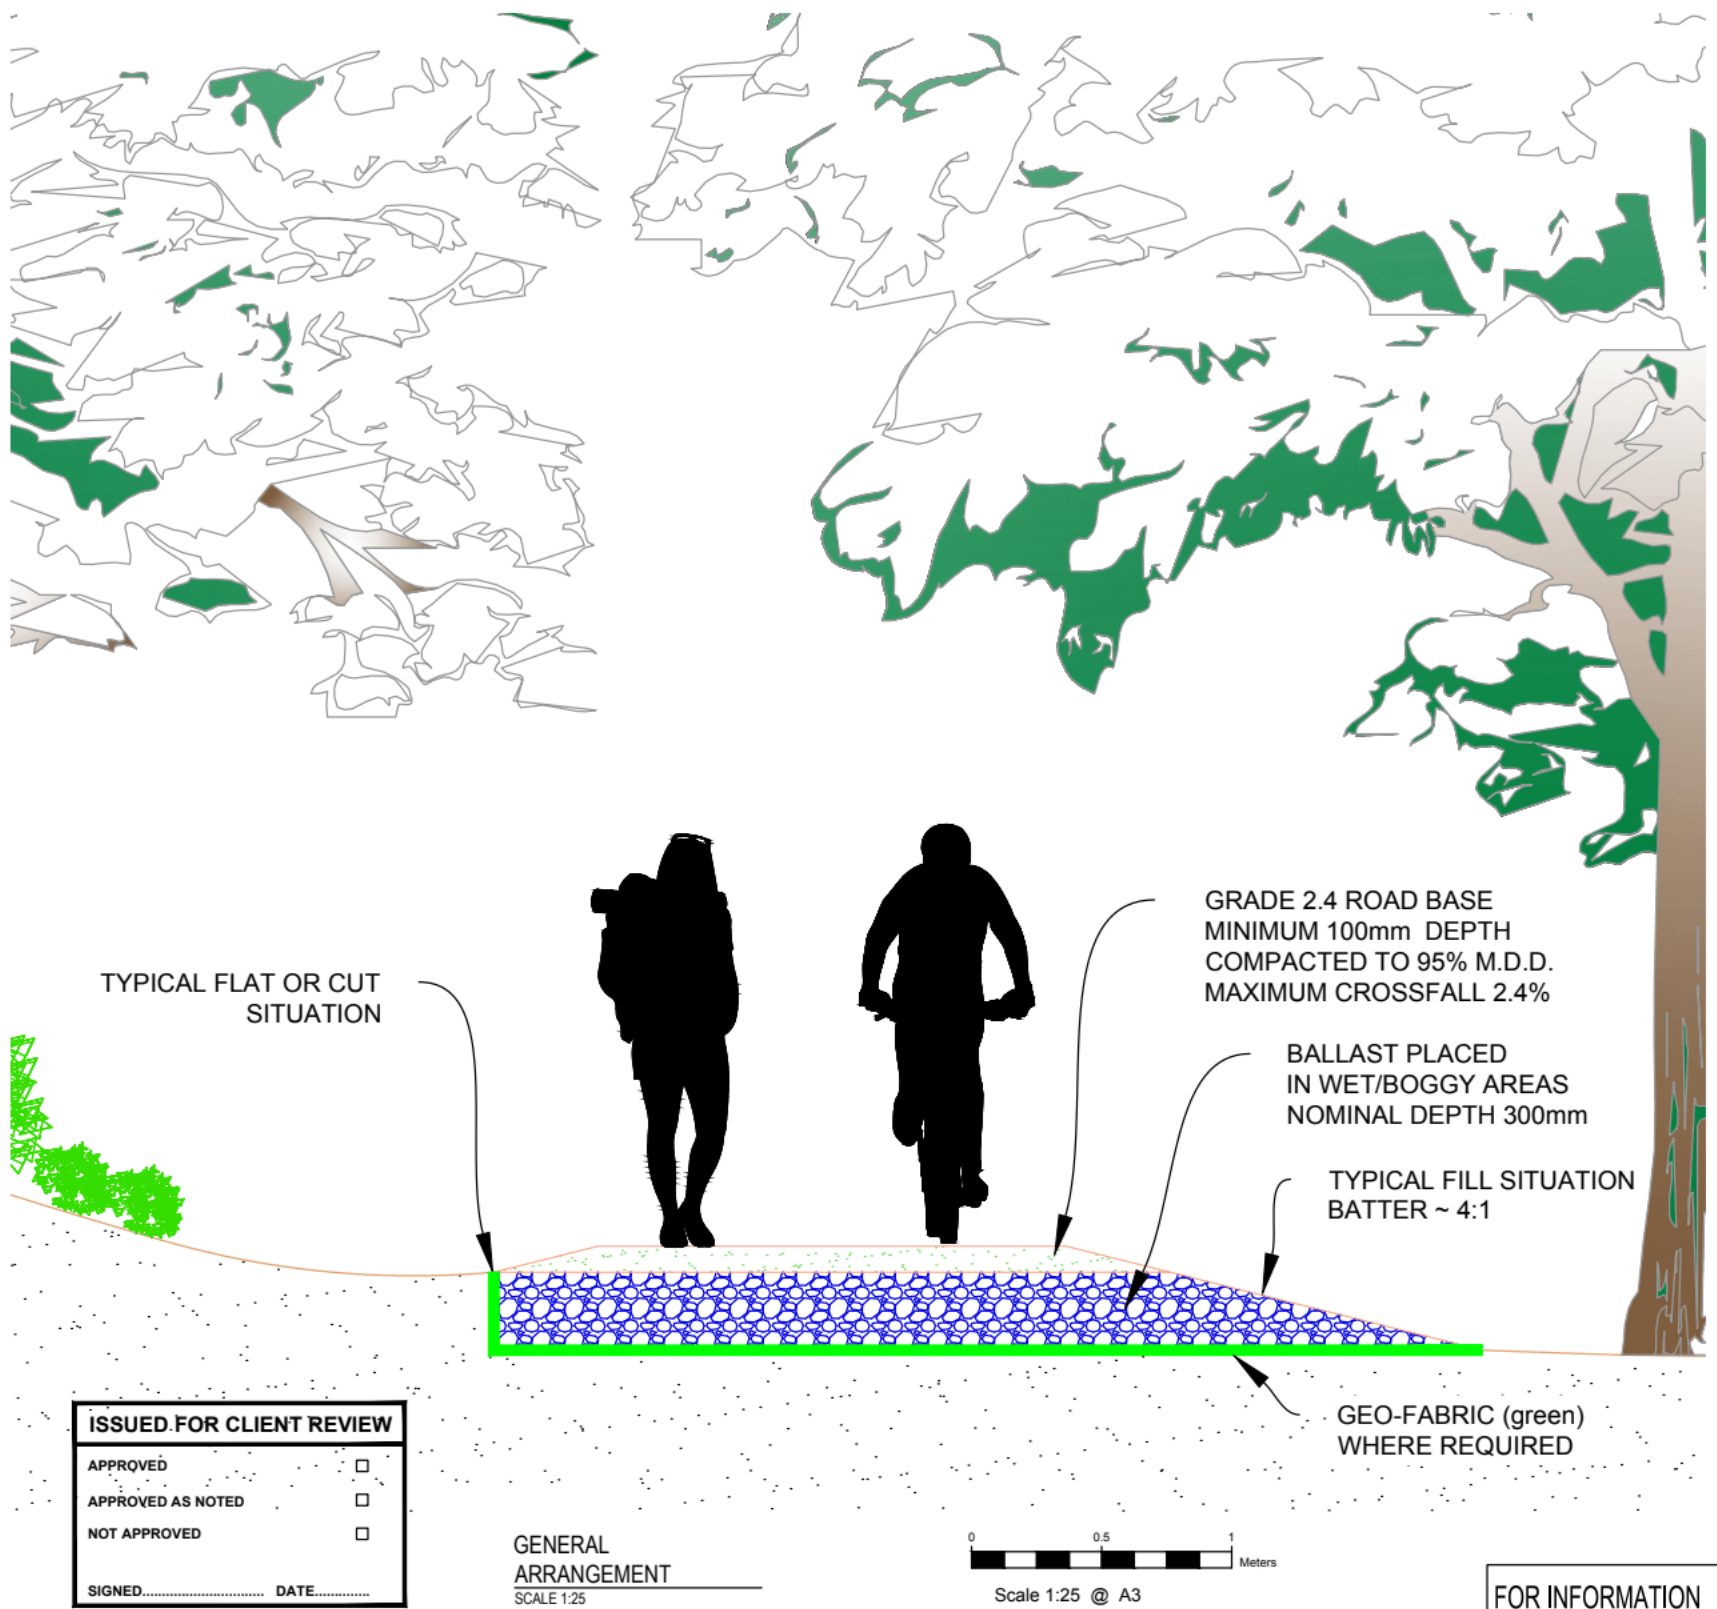 GRADE 2.4 ROAD BASE
MINIMUM 100mm DEPTH
COMPACTED TO 95% M.D.D.
MAXIMUM CROSSFALL 2.4%
TYPICAL FLAT OR CUT
SITUATION
BALLAST PLACED
IN WET/BOGGY AREAS
NOMINAL DEPTH 300mm
TYPICAL FILL SITUATION
BATTER ~ 4:1
GEO-FABRIC (green)
WHERE REQUIRED
ISSUED FOR CLIENT REVIEW
APPROVED
APPROVED AS NOTED
NOT APPROVED
SIGNED.............................. DATE.............
GENERAL
ARRANGEMENT
SCALE 1:25
0 0.5 1
Meters
Scale 1:25 @ A3
FOR INFORMATION